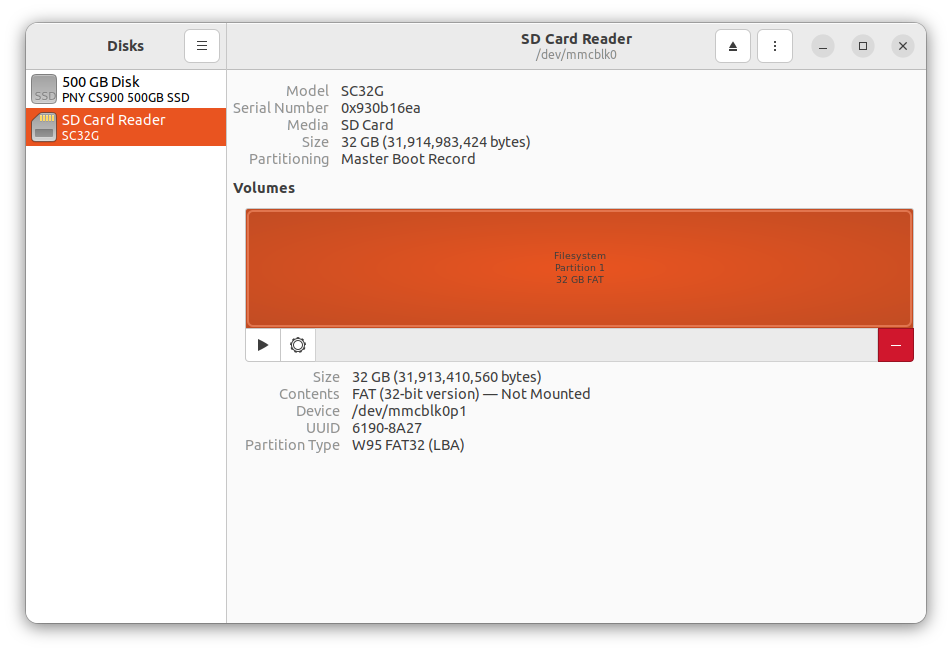 Disks
SD Card Reader
/dev/mmcblk0
SSD
500 GB Disk
PNY CS900 500GB SSD
SD Card Reader
SC32G
Model SC32G
Serial Number 0x930b16ea
Media SD Card
Size 32 GB (31,914,983,424 bytes)
Partitioning Master Boot Record
Volumes
Filesystem
Partition 1
32 GB FAT
Size 32 GB (31,913,410,560 bytes)
Contents FAT (32-bit version) — Not Mounted
Device /dev/mmcblk0p1
UUID 6190-8A27
Partition Type W95 FAT32 (LBA)